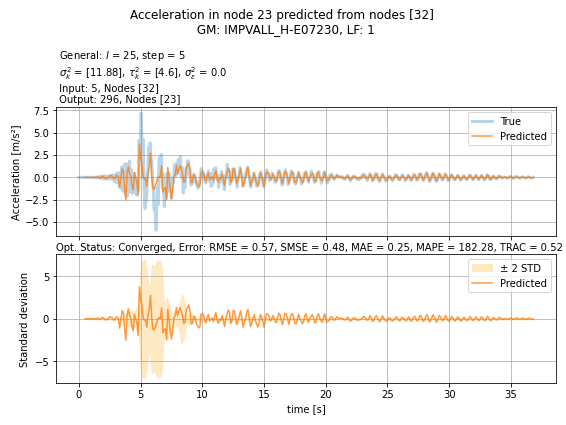 Acceleration in node 23 predicted from nodes [32]
GM: IMPVALL_H-E07230, LF: 1
General: l = 25, step = 5
σ²ₖ = [11.88], τ²ₖ = [4.6], σ²ε = 0.0
Input: 5, Nodes [32]
Output: 296, Nodes [23]
7.5
5.0
2.5
0.0
−2.5
−5.0
Acceleration [m/s²]
True
Predicted
Opt. Status: Converged, Error: RMSE = 0.57, SMSE = 0.48, MAE = 0.25, MAPE = 182.28, TRAC = 0.52
5
0
−5
Standard deviation
± 2 STD
Predicted
0 5 10 15 20 25 30 35
time [s]